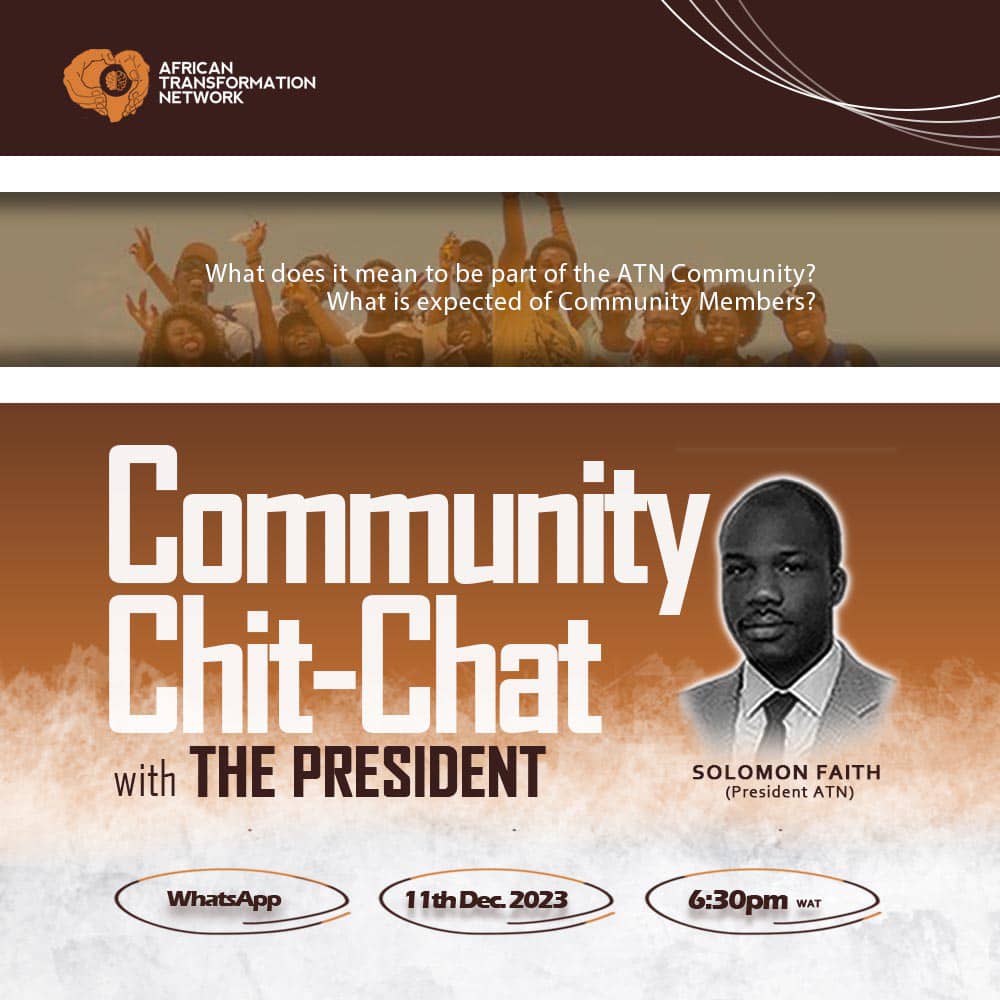 AFRICAN
TRANSFORMATION
NETWORK
What does it mean to be part of the ATN Community?
What is expected of Community Members?
Community
Chit-Chat
with THE PRESIDENT
SOLOMON FAITH
(President ATN)
WhatsApp
11th Dec. 2023
6:30pm WAT